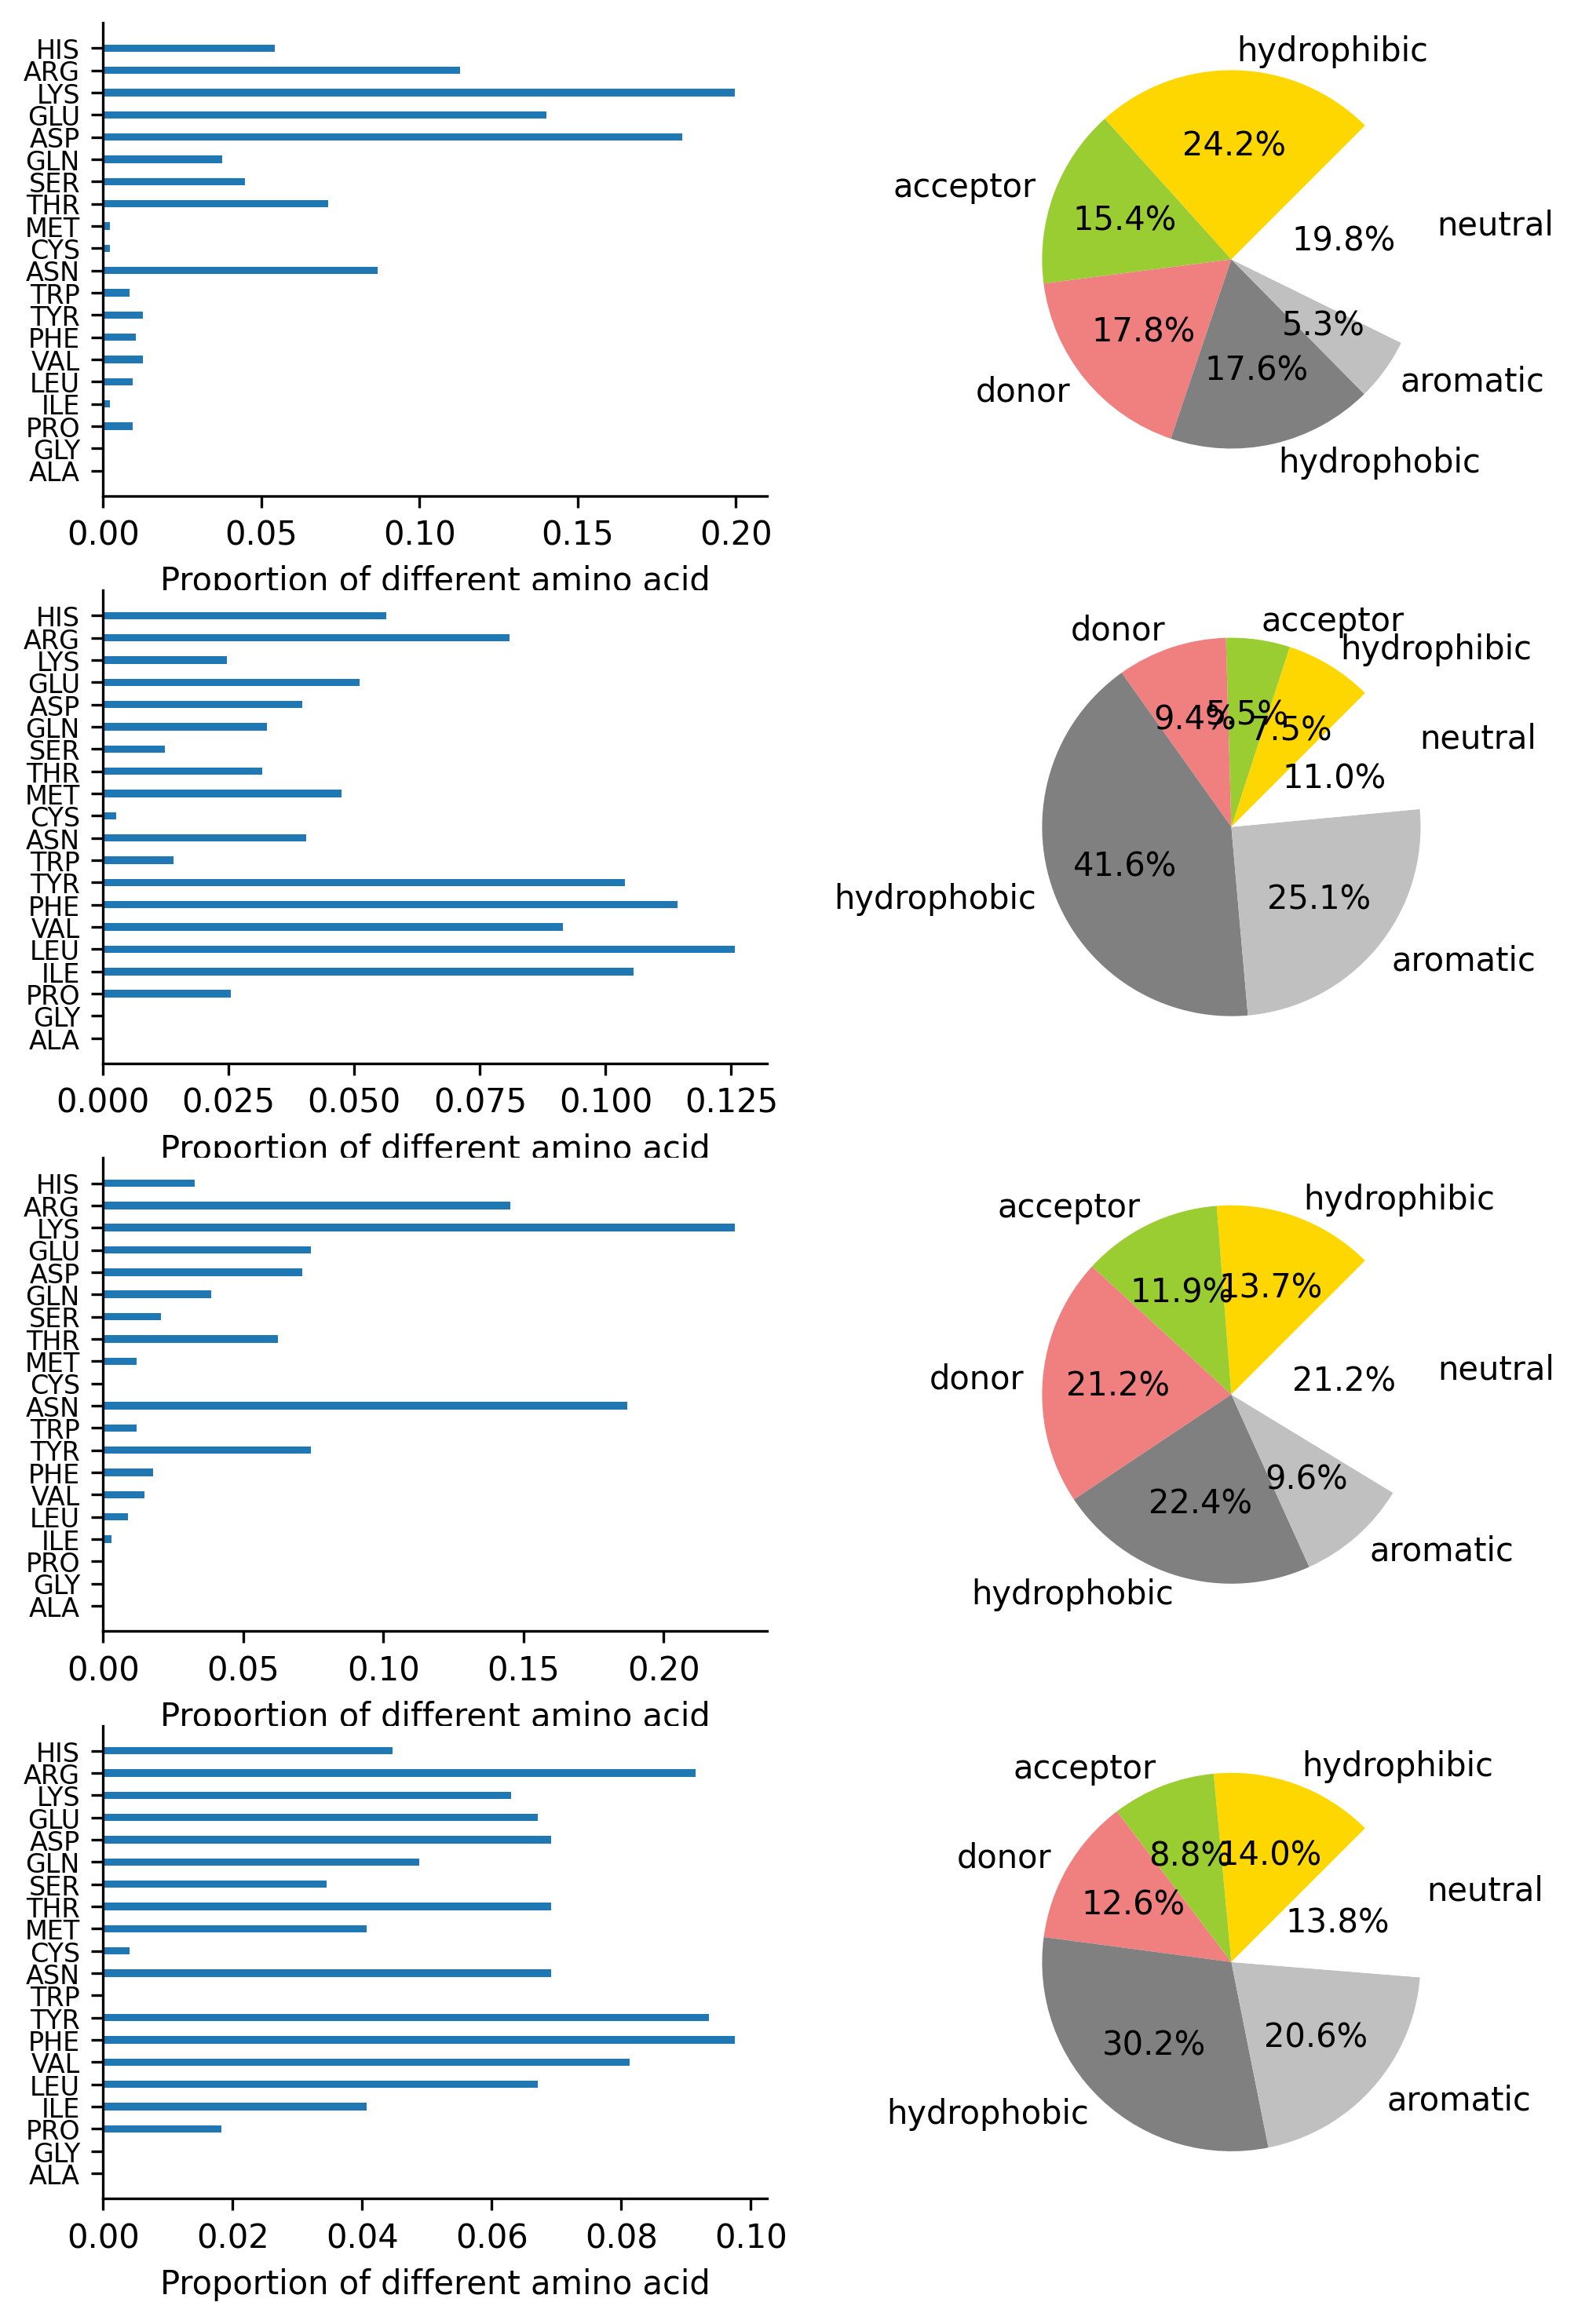 HIS
ARG
LYS
GLU
ASP
GLN
SER
THR
MET
CYS
ASN
TRP
TYR
PHE
VAL
LEU
ILE
PRO
GLY
ALA
0.00 0.05 0.10 0.15 0.20
Proportion of different amino acid
hydrophibic
24.2%
acceptor
15.4%
neutral
19.8%
5.3%
17.8%
17.6%
aromatic
donor
hydrophobic
HIS
ARG
LYS
GLU
ASP
GLN
SER
THR
MET
CYS
ASN
TRP
TYR
PHE
VAL
LEU
ILE
PRO
GLY
ALA
0.000 0.025 0.050 0.075 0.100 0.125
Proportion of different amino acid
acceptor
donor
hydrophibic
9.4%
5.5%
7.5%
neutral
11.0%
41.6%
hydrophobic
25.1%
aromatic
HIS
ARG
LYS
GLU
ASP
GLN
SER
THR
MET
CYS
ASN
TRP
TYR
PHE
VAL
LEU
ILE
PRO
GLY
ALA
0.00 0.05 0.10 0.15 0.20
Proportion of different amino acid
hydrophibic
acceptor
11.9%
13.7%
neutral
donor
21.2%
21.2%
9.6%
22.4%
aromatic
hydrophobic
HIS
ARG
LYS
GLU
ASP
GLN
SER
THR
MET
CYS
ASN
TRP
TYR
PHE
VAL
LEU
ILE
PRO
GLY
ALA
0.00 0.02 0.04 0.06 0.08 0.10
Proportion of different amino acid
hydrophibic
acceptor
8.8%
14.0%
donor
12.6%
neutral
13.8%
30.2%
20.6%
aromatic
hydrophobic